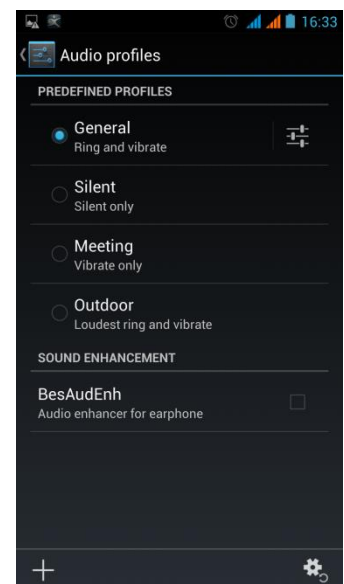 16:33
Audio profiles
PREDEFINED PROFILES
General
Ring and vibrate
Silent
Silent only
Meeting
Vibrate only
Outdoor
Loudest ring and vibrate
SOUND ENHANCEMENT
BesAudEnh
Audio enhancer for earphone